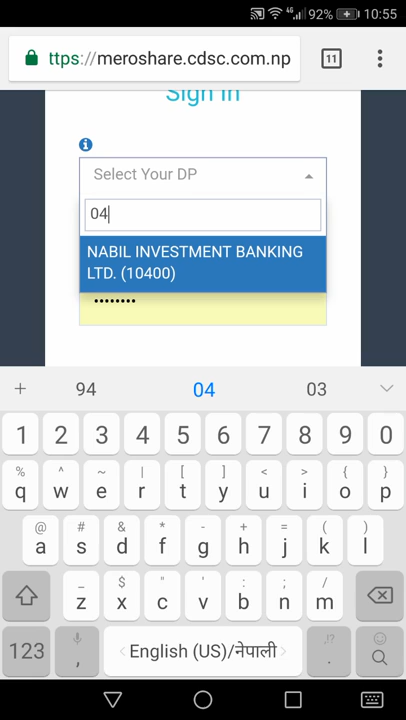 4G 92% 10:55
ttps://meroshare.cdsc.com.np
11
Sign in
Select Your DP
04
NABIL INVESTMENT BANKING
LTD. (10400)
••••••••
+ 94 04 03
1 2 3 4 5 6 7 8 9 0
% ^ ~ | [ ] < > { }
q w e r t y u i o p
@ # & * - + = ( )
a s d f g h j k l
_ $ " ' : ; /
z x c v b n m
,!?
123 , English (US)/नेपाली .